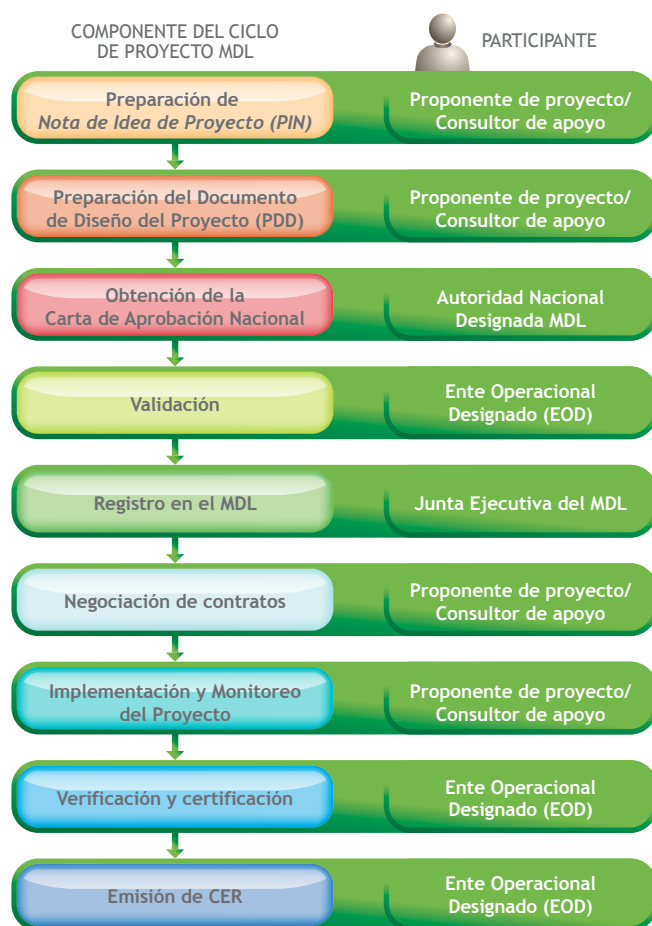 COMPONENTE DEL CICLO
DE PROYECTO MDL
PARTICIPANTE
Preparación de
Nota de Idea de Proyecto (PIN)
Proponente de proyecto/
Consultor de apoyo
Preparación del Documento
de Diseño del Proyecto (PDD)
Proponente de proyecto/
Consultor de apoyo
Obtención de la
Carta de Aprobación Nacional
Autoridad Nacional
Designada MDL
Validación
Ente Operacional
Designado (EOD)
Registro en el MDL
Junta Ejecutiva del MDL
Negociación de contratos
Proponente de proyecto/
Consultor de apoyo
Implementación y Monitoreo
del Proyecto
Proponente de proyecto/
Consultor de apoyo
Verificación y certificación
Ente Operacional
Designado (EOD)
Emisión de CER
Ente Operacional
Designado (EOD)